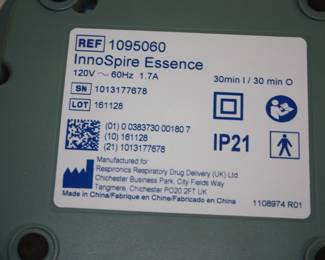 REF 1095060
InnoSpire Essence
120V ~ 60Hz 1.7A
30min I / 30 min O
SN 1013177678
LOT 161128
(01) 0 0383730 00180 7
(10) 161128
(21) 1013177678
IP21
Manufactured for
Respironics Respiratory Drug Delivery (UK) Ltd
Chichester Business Park, City Fields Way
Tangmere, Chichester PO20 2FT UK
Made in China/Fabrique en Chine/Fabricado en China
1108974 R01